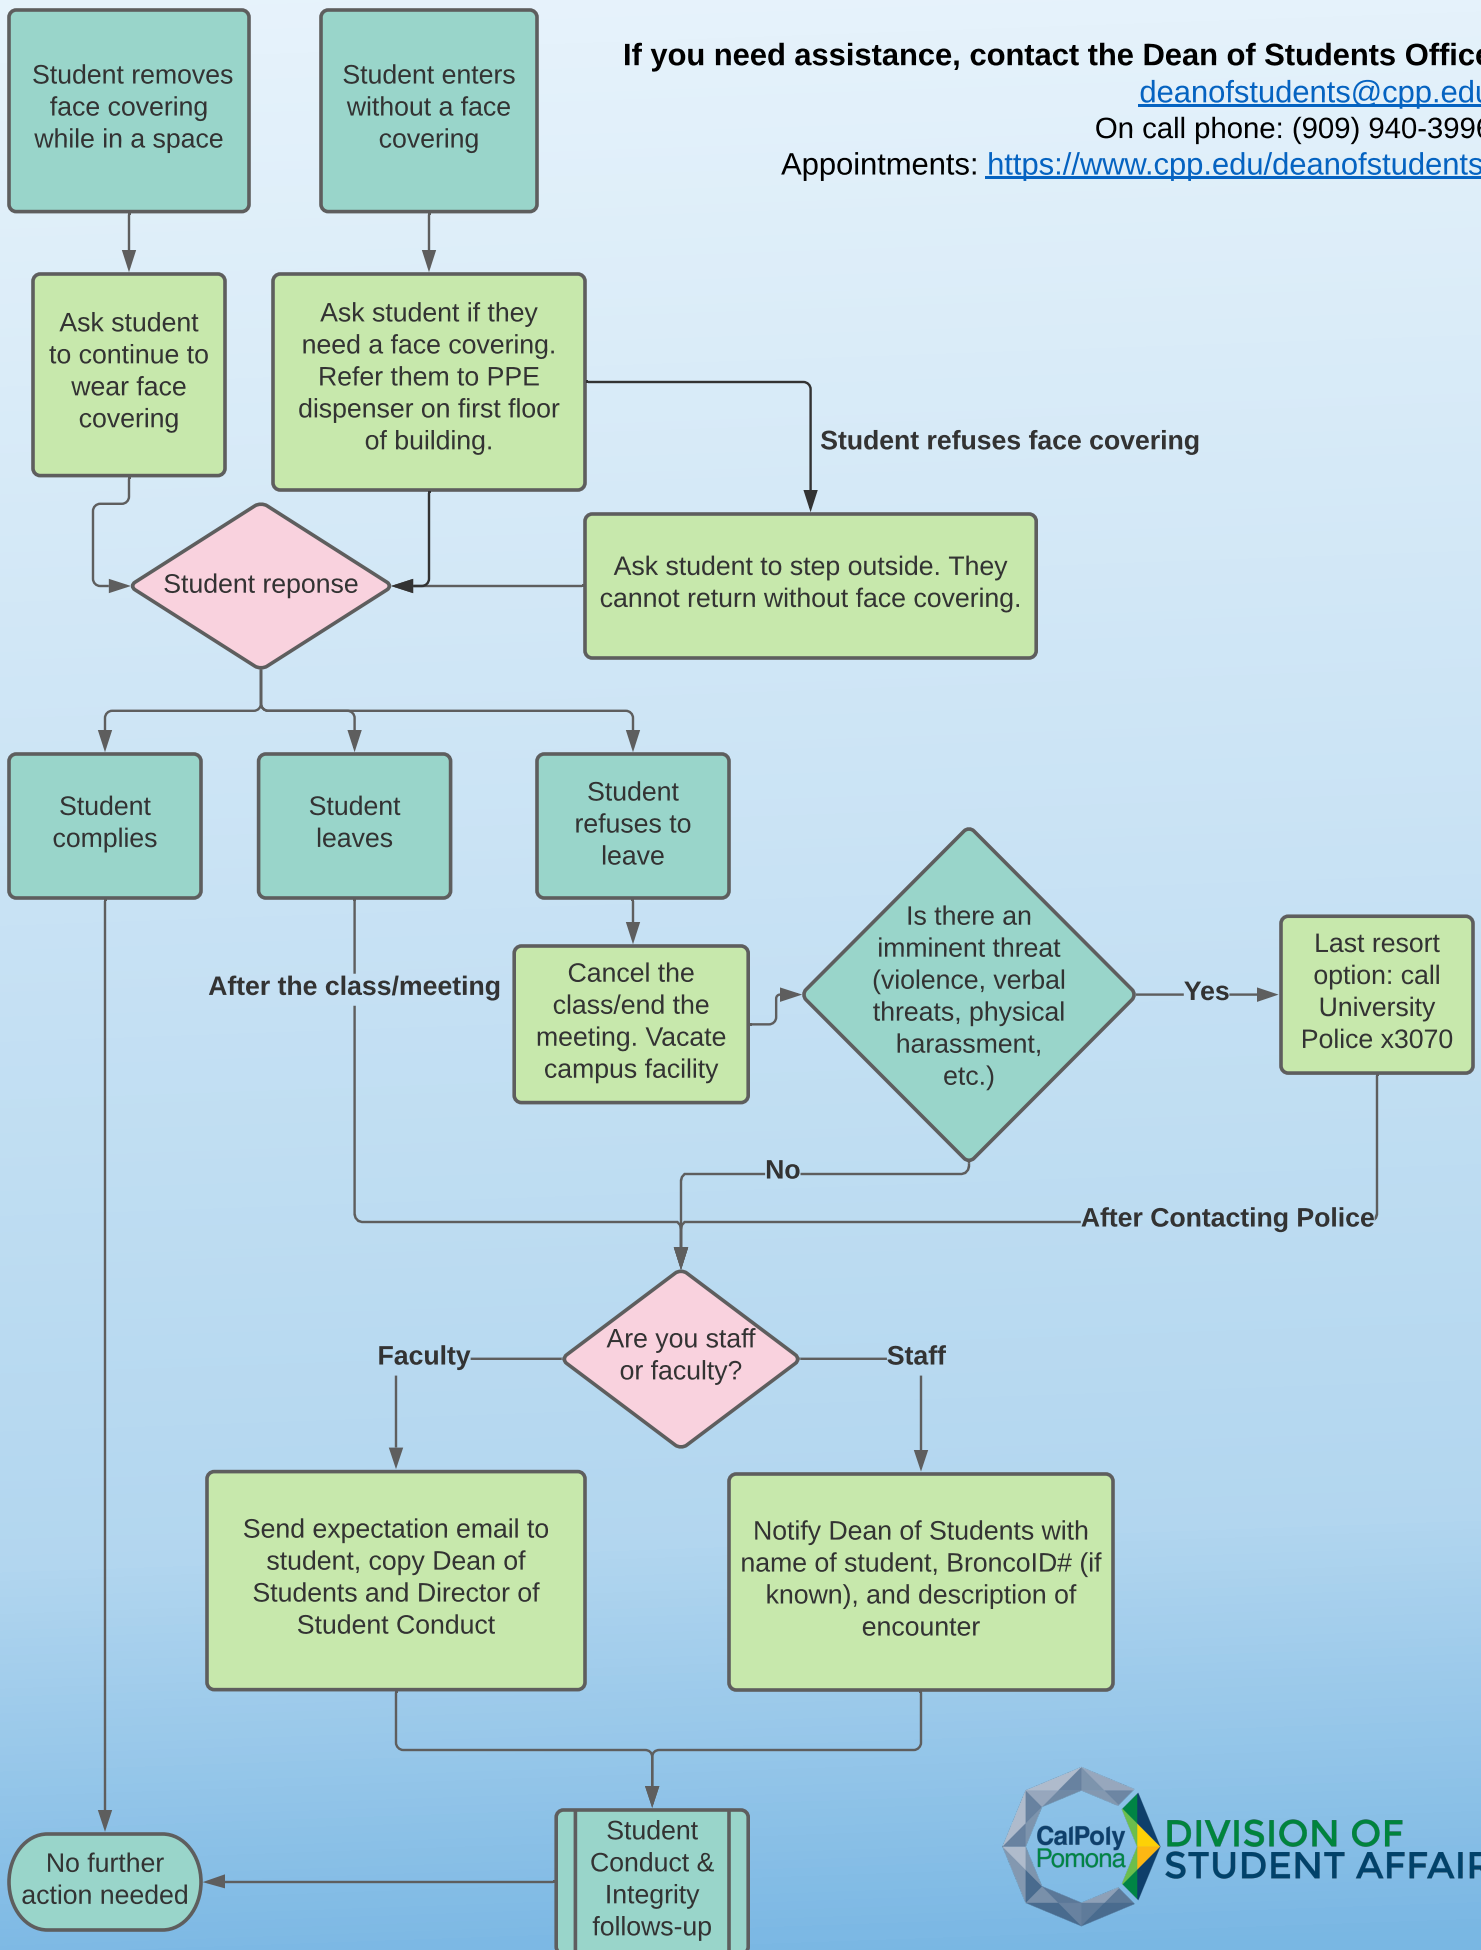 Student removes
face covering
while in a space
Student enters
without a face
covering
If you need assistance, contact the Dean of Students Office
deanofstudents@cpp.edu
On call phone: (909) 940-3996
Appointments: https://www.cpp.edu/deanofstudents
Ask student
to continue to
wear face
covering
Ask student if they
need a face covering.
Refer them to PPE
dispenser on first floor
of building.
Student refuses face covering
Student reponse
Ask student to step outside. They
cannot return without face covering.
Student
complies
Student
leaves
Student
refuses to
leave
After the class/meeting
Cancel the
class/end the
meeting. Vacate
campus facility
Is there an
imminent threat
(violence, verbal
threats, physical
harassment,
etc.)
Yes
Last resort
option: call
University
Police x3070
No
After Contacting Police
Are you staff
or faculty?
Faculty
Staff
Send expectation email to
student, copy Dean of
Students and Director of
Student Conduct
Notify Dean of Students with
name of student, BroncoID# (if
known), and description of
encounter
No further
action needed
Student
Conduct &
Integrity
follows-up
CalPoly
Pomona
DIVISION OF
STUDENT AFFAIR